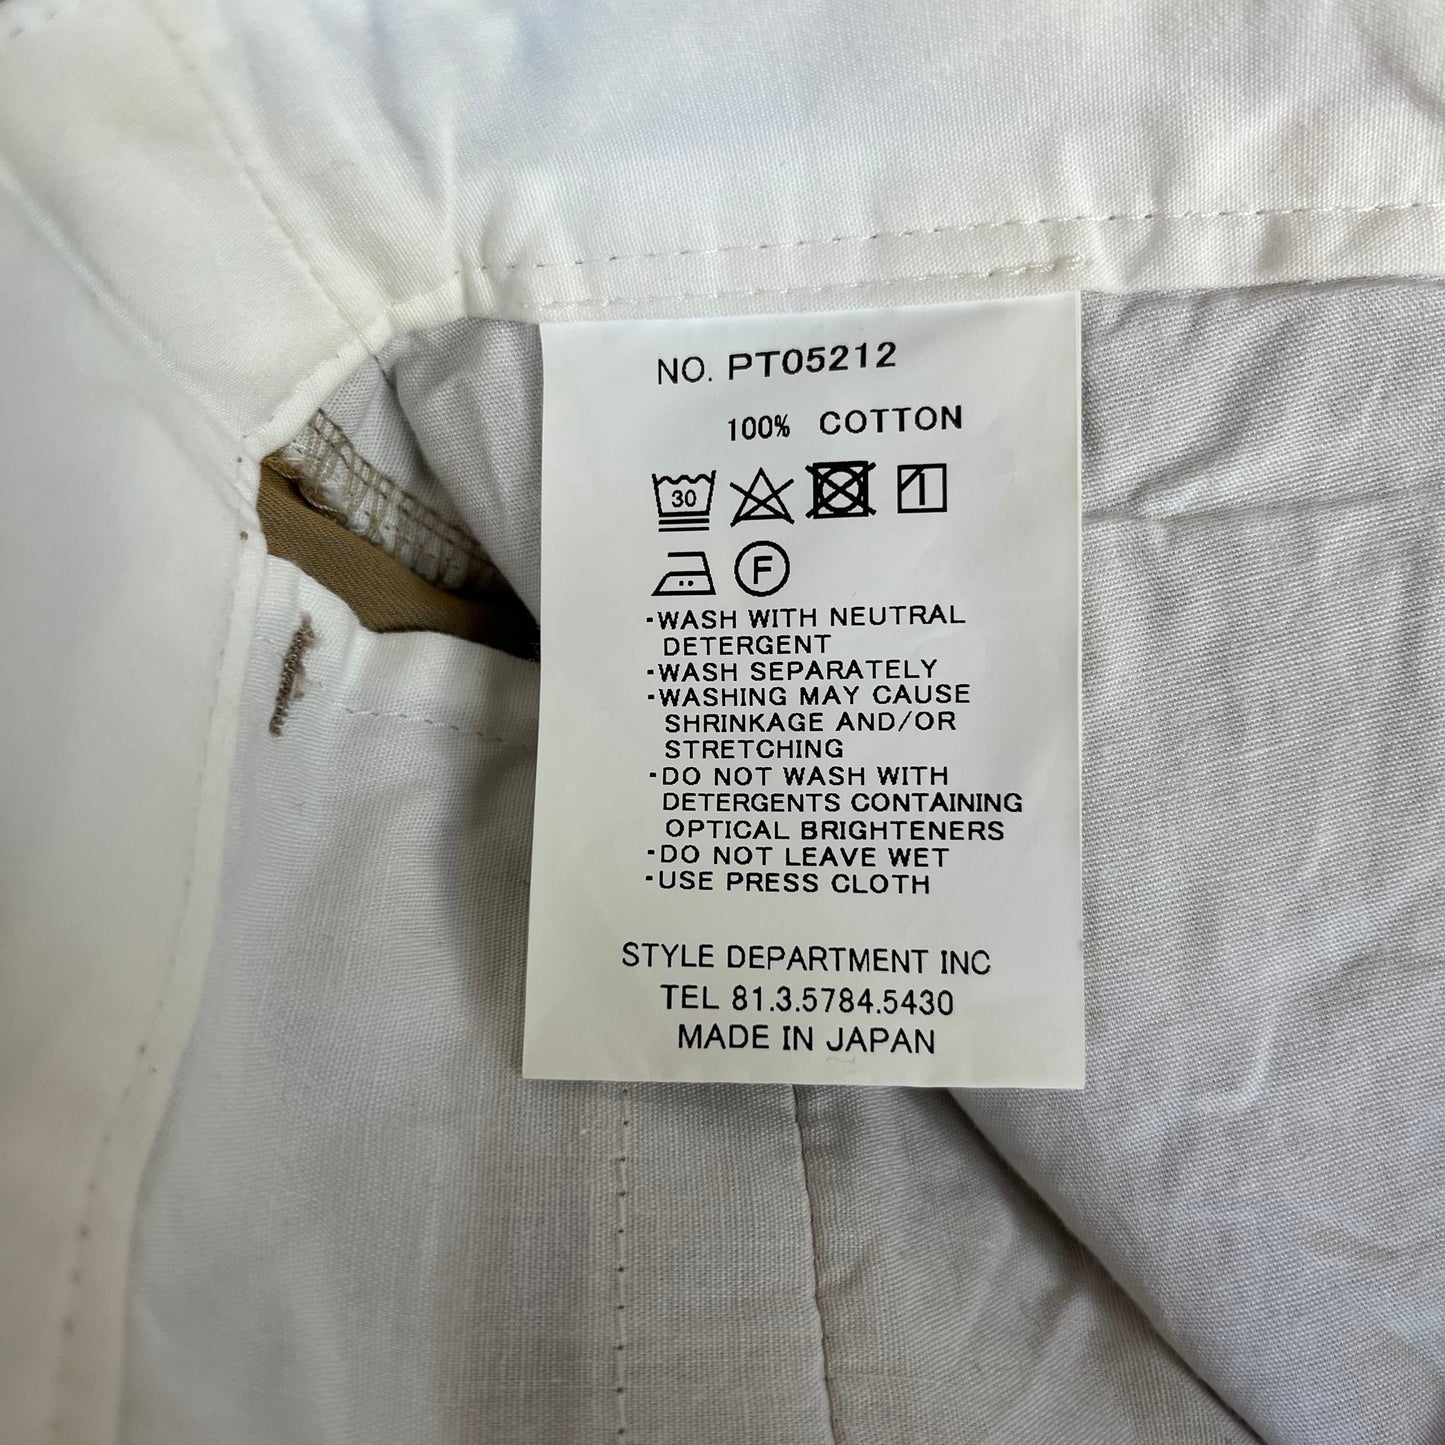 NO. PT05212
100% COTTON
30
F
·WASH WITH NEUTRAL
DETERGENT
·WASH SEPARATELY
·WASHING MAY CAUSE
SHRINKAGE AND/OR
STRETCHING
·DO NOT WASH WITH
DETERGENTS CONTAINING
OPTICAL BRIGHTENERS
·DO NOT LEAVE WET
·USE PRESS CLOTH
STYLE DEPARTMENT INC
TEL 81.3.5784.5430
MADE IN JAPAN